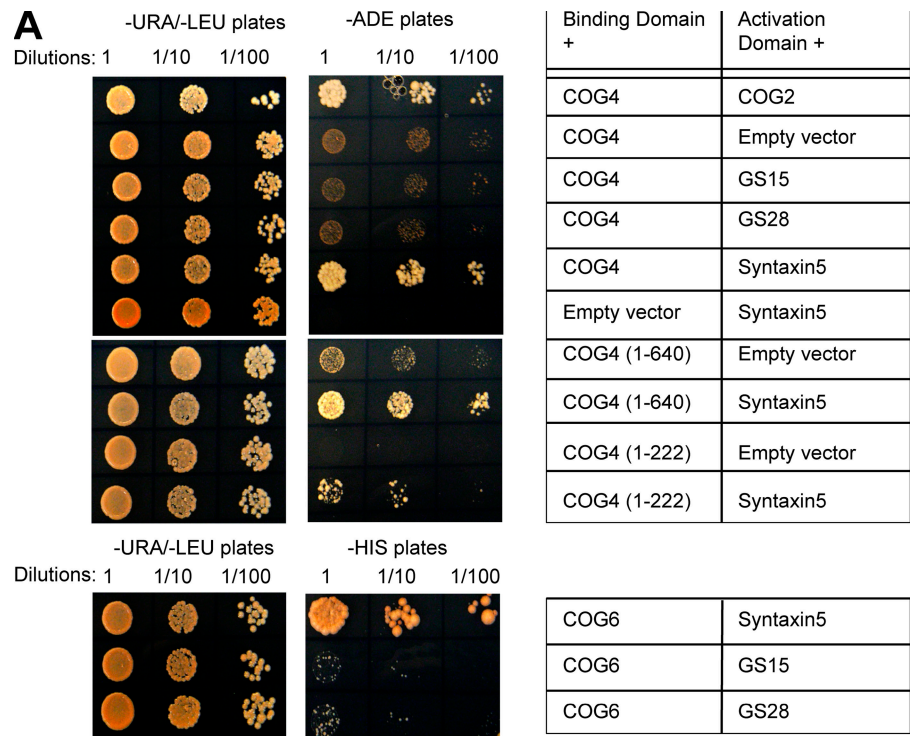 A
-URA/-LEU plates
-ADE plates
Dilutions: 1 1/10 1/100
1 1/10 1/100
Binding Domain +
Activation Domain +
COG4 COG2
COG4 Empty vector
COG4 GS15
COG4 GS28
COG4 Syntaxin5
Empty vector Syntaxin5
COG4 (1-640) Empty vector
COG4 (1-640) Syntaxin5
COG4 (1-222) Empty vector
COG4 (1-222) Syntaxin5
-URA/-LEU plates
-HIS plates
Dilutions: 1 1/10 1/100
1 1/10 1/100
COG6 Syntaxin5
COG6 GS15
COG6 GS28